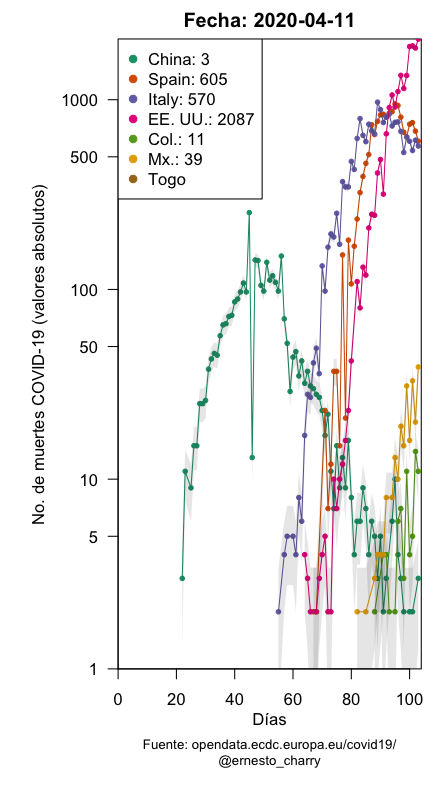 Fecha: 2020-04-11
China: 3
Spain: 605
Italy: 570
EE. UU.: 2087
Col.: 11
Mx.: 39
Togo
No. de muertes COVID-19 (valores absolutos)
1000
500
100
50
10
5
1
0 20 40 60 80 100
Días
Fuente: opendata.ecdc.europa.eu/covid19/
@ernesto_charry